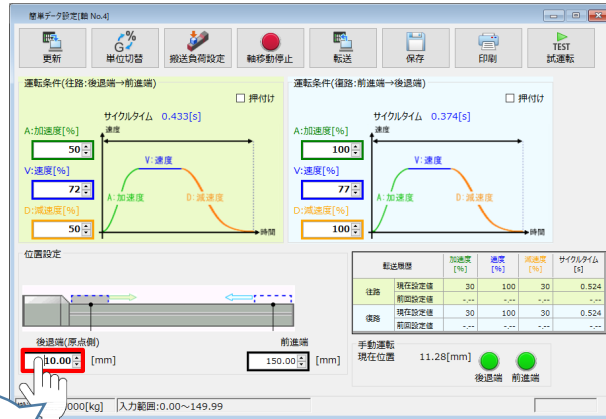 簡単データ設定[軸 No.4]
更新
%
G
単位切替
搬送負荷設定
軸移動停止
転送
保存
印刷
TEST
試運転
運転条件(往路:後退端→前進端)
押付け
サイクルタイム 0.433[s]
A:加速度[%]
50
V:速度[%]
72
D:減速度[%]
50
速度
V:速度
A:加速度
D:減速度
時間
運転条件(復路:前進端→後退端)
押付け
サイクルタイム 0.374[s]
A:加速度[%]
100
V:速度[%]
77
D:減速度[%]
100
速度
V:速度
A:加速度
D:減速度
時間
位置設定
後退端(原点側)
10.00 [mm]
前進端
150.00 [mm]
転送履歴 加速度[%] 速度[%] 減速度[%] サイクルタイム[s]
往路 現在設定値 30 100 30 0.524
前回設定値 -.-- -.-- -.-- -.--
復路 現在設定値 30 100 30 0.524
前回設定値 -.-- -.-- -.-- -.--
手動運転
現在位置 11.28[mm]
後退端 前進端
000[kg] 入力範囲:0.00～149.99